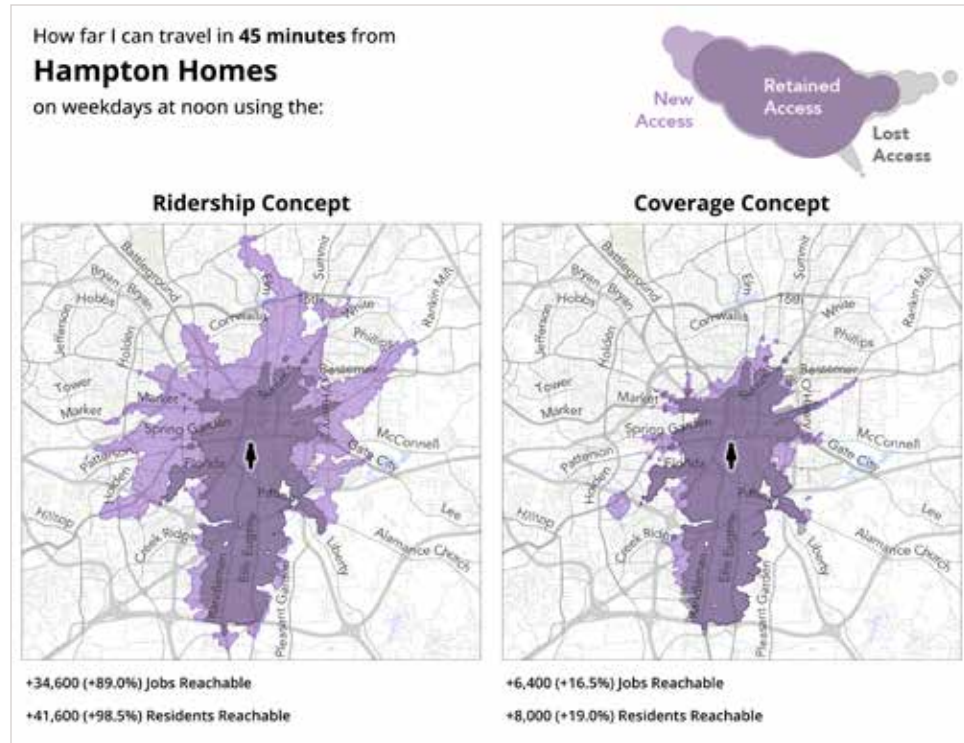 How far I can travel in 45 minutes from
Hampton Homes
on weekdays at noon using the:
New
Access
Retained
Access
Lost
Access
Ridership Concept
Battleground
Bryan
Bryan
Hobbs
Jefferson
Holden
Elm
Summit
Cornwallis
White
Rankin Mill
Phillips
Bessemer
Tower
Market
Market
Spring Garden
Patterson
Holden
Florida
McConnell
Gate City
Hilltop
Creek Ridge
Elm Eugene
Randleman
Pleasant Garden
Liberty
Lee
Alamance Church
Coverage Concept
Battleground
Bryan
Bryan
Hobbs
Jefferson
Holden
Elm
Summit
Cornwallis
White
Rankin Mill
Phillips
Bessemer
Tower
Market
Market
Spring Garden
Patterson
Holden
Florida
McConnell
Gate City
Hilltop
Creek Ridge
Elm Eugene
Randleman
Pleasant Garden
Liberty
Lee
Alamance Church
+34,600 (+89.0%) Jobs Reachable
+41,600 (+98.5%) Residents Reachable
+6,400 (+16.5%) Jobs Reachable
+8,000 (+19.0%) Residents Reachable